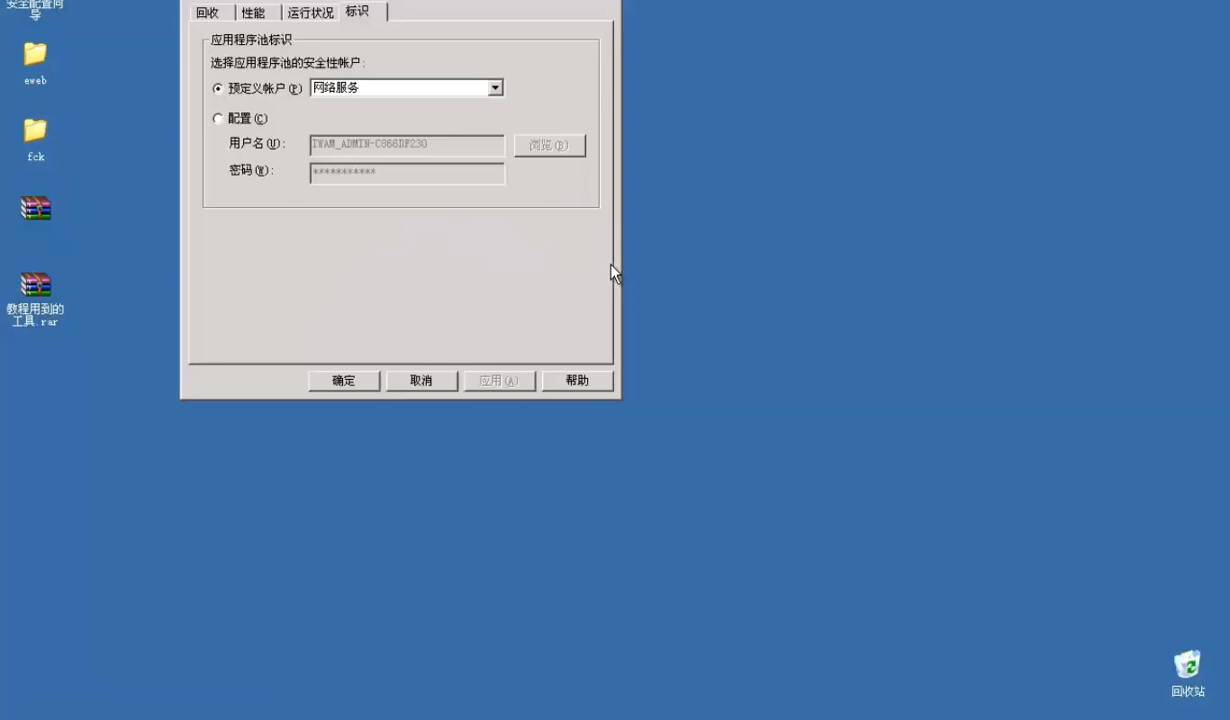 安全配置向
导
eweb
fck
教程用到的
工具.rar
回收
性能
运行状况
标识
应用程序池标识
选择应用程序池的安全性帐户:
预定义帐户(P)
网络服务
配置(C)
用户名(U):
IWAM_ADMIN-C866DF230
浏览(B)
密码(W):
***********
确定
取消
应用(A)
帮助
回收站